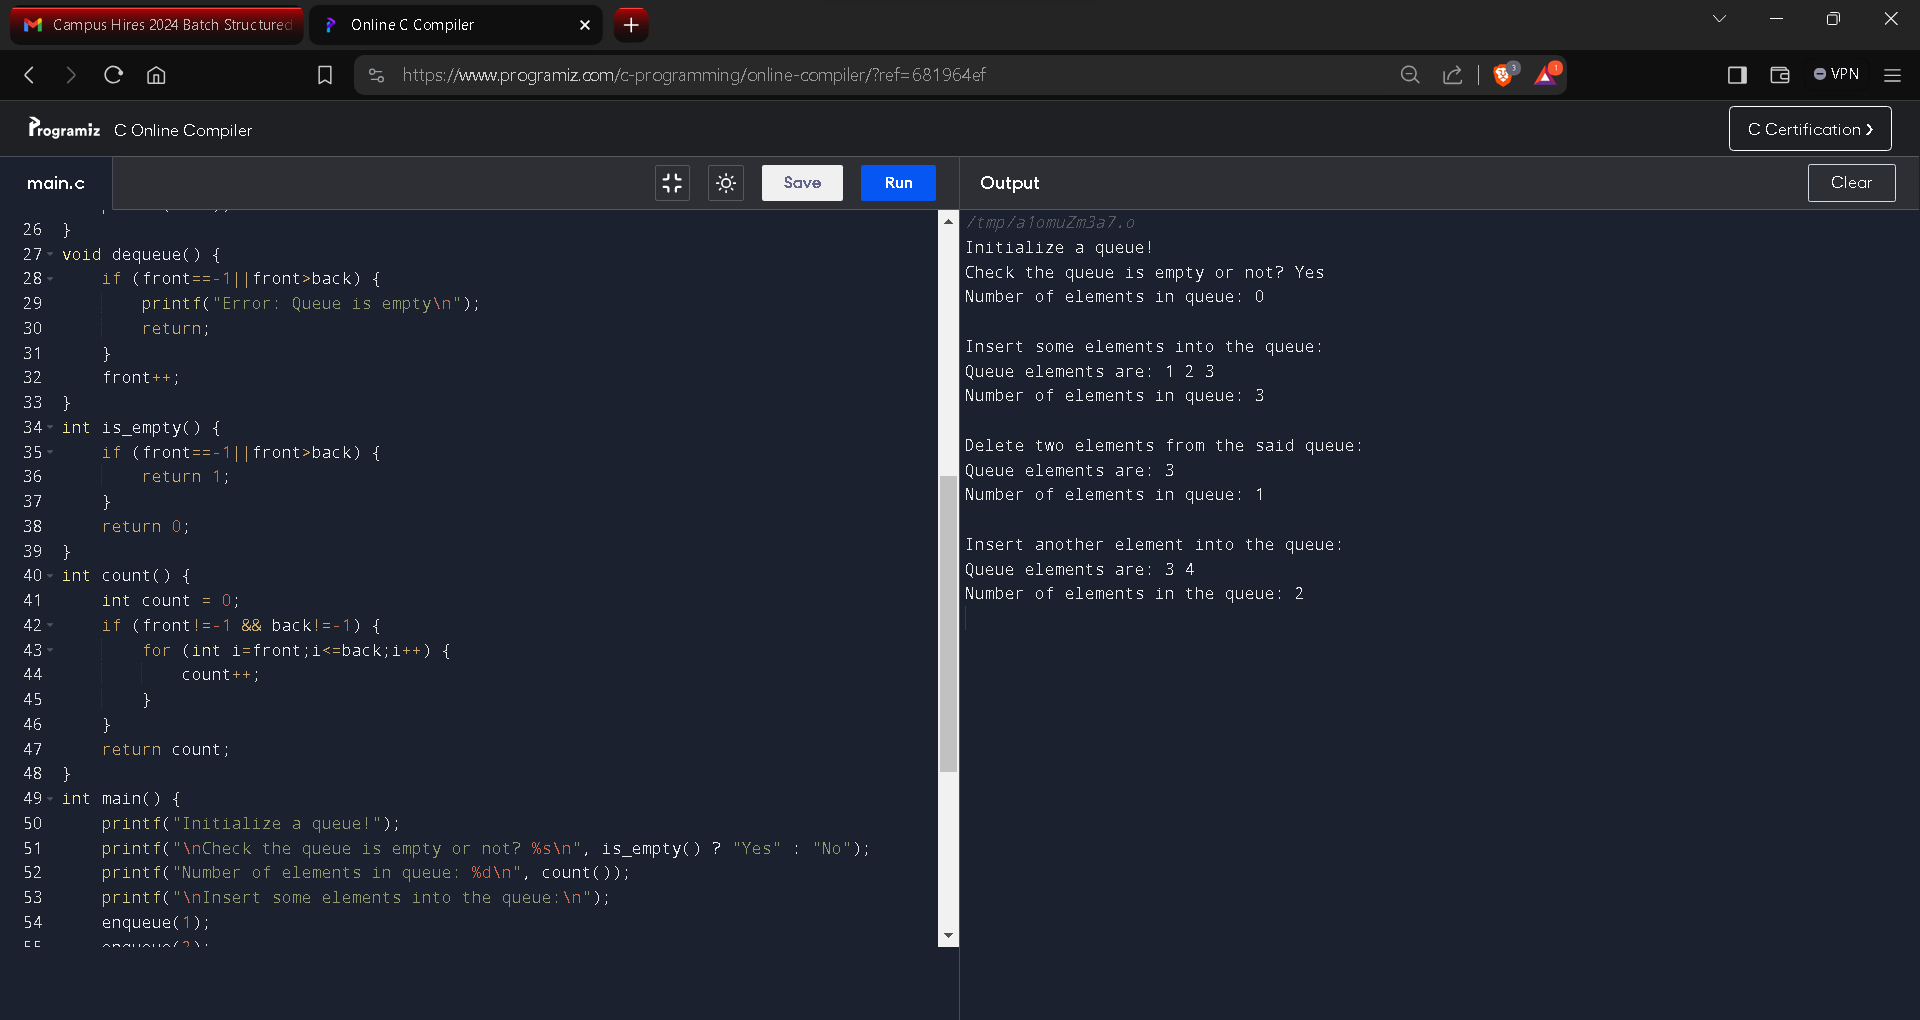 Campus Hires 2024 Batch Structured
Online C Compiler
https://www.programiz.com/c-programming/online-compiler/?ref=681964ef
3
1
VPN
Programiz
C Online Compiler
C Certification
main.c
Save
Run
Output
Clear
26 }
27 void dequeue() {
28     if (front==-1||front>back) {
29         printf("Error: Queue is empty\n");
30         return;
31     }
32     front++;
33 }
34 int is_empty() {
35     if (front==-1||front>back) {
36         return 1;
37     }
38     return 0;
39 }
40 int count() {
41     int count = 0;
42     if (front!=-1 && back!=-1) {
43         for (int i=front;i<=back;i++) {
44             count++;
45         }
46     }
47     return count;
48 }
49 int main() {
50     printf("Initialize a queue!");
51     printf("\nCheck the queue is empty or not? %s\n", is_empty() ? "Yes" : "No");
52     printf("Number of elements in queue: %d\n", count());
53     printf("\nInsert some elements into the queue:\n");
54     enqueue(1);
55     enqueue(2);
/tmp/a1omuZm3a7.o
Initialize a queue!
Check the queue is empty or not? Yes
Number of elements in queue: 0
Insert some elements into the queue:
Queue elements are: 1 2 3
Number of elements in queue: 3
Delete two elements from the said queue:
Queue elements are: 3
Number of elements in queue: 1
Insert another element into the queue:
Queue elements are: 3 4
Number of elements in the queue: 2